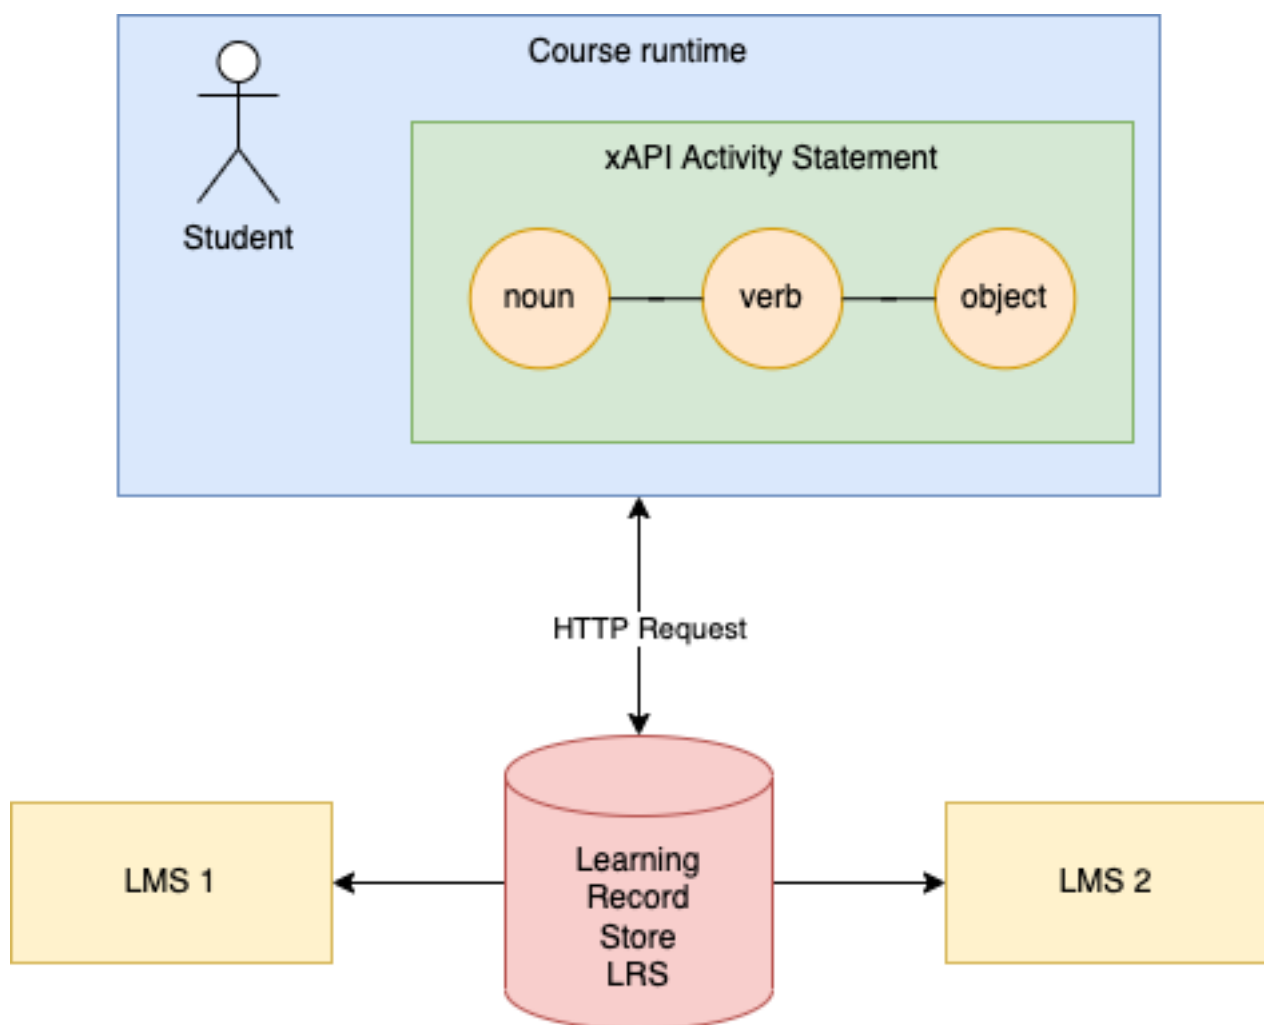 Course runtime
xAPI Activity Statement
Student
noun
verb
object
HTTP Request
LMS 1
Learning
Record
Store
LRS
LMS 2